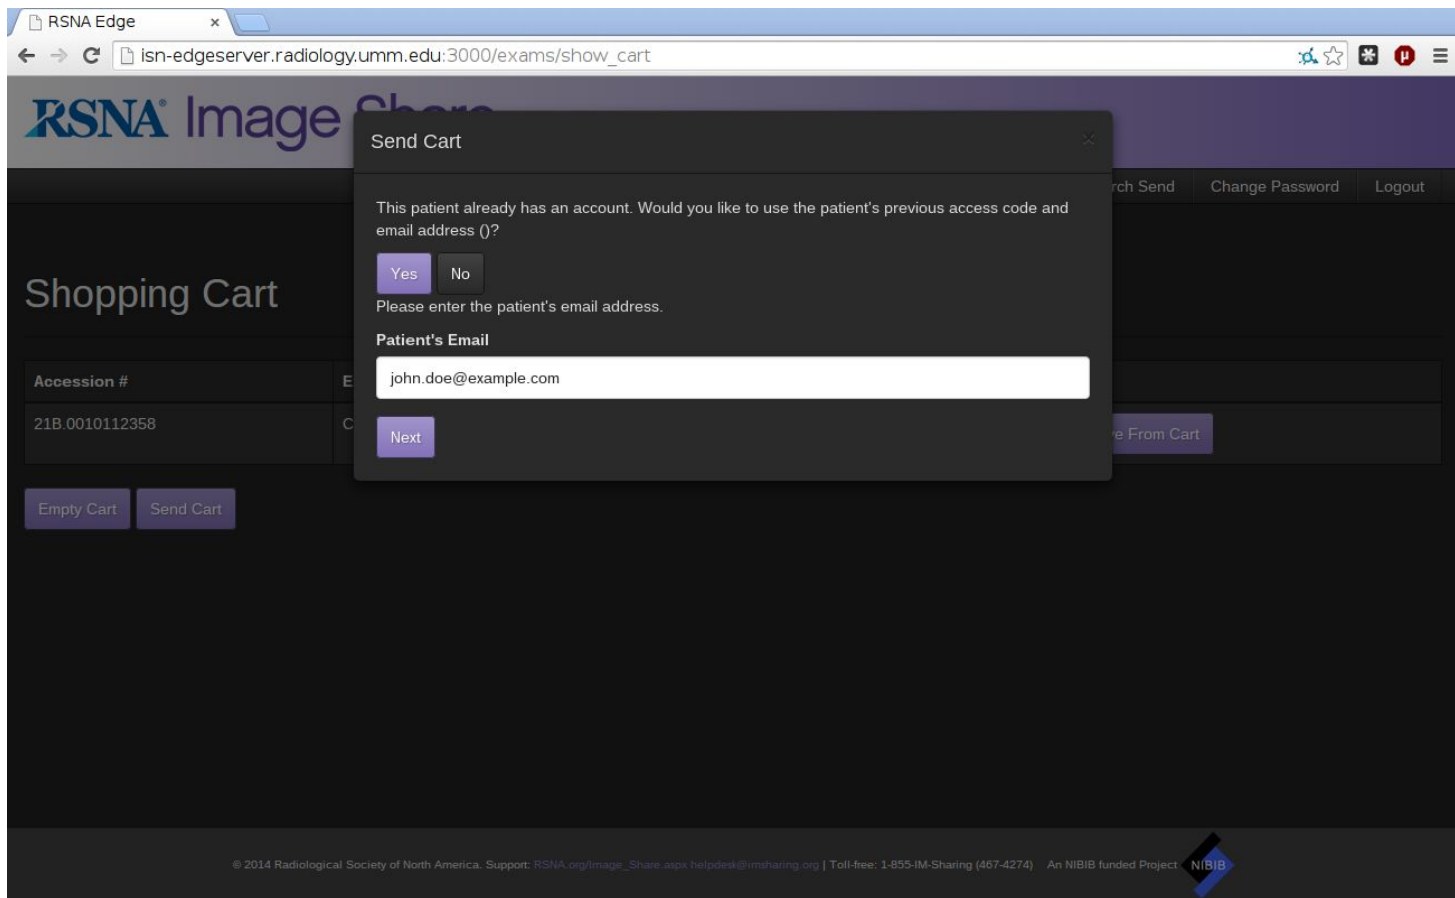 RSNA Edge
isn-edgeserver.radiology.umm.edu:3000/exams/show_cart
RSNA® Image Share
Send Cart
Send
Change Password
Logout
This patient already has an account. Would you like to use the patient's previous access code and
email address ()?
Yes
No
Please enter the patient's email address.
Patient's Email
john.doe@example.com
Next
Shopping Cart
Accession #
21B.0010112358
From Cart
Empty Cart
Send Cart
© 2014 Radiological Society of North America. Support: RSNA.org/Image_Share.aspx helpdesk@imsharing.org | Toll-free: 1-855-IM-Sharing (467-4274) An NIBIB funded Project NIBIB